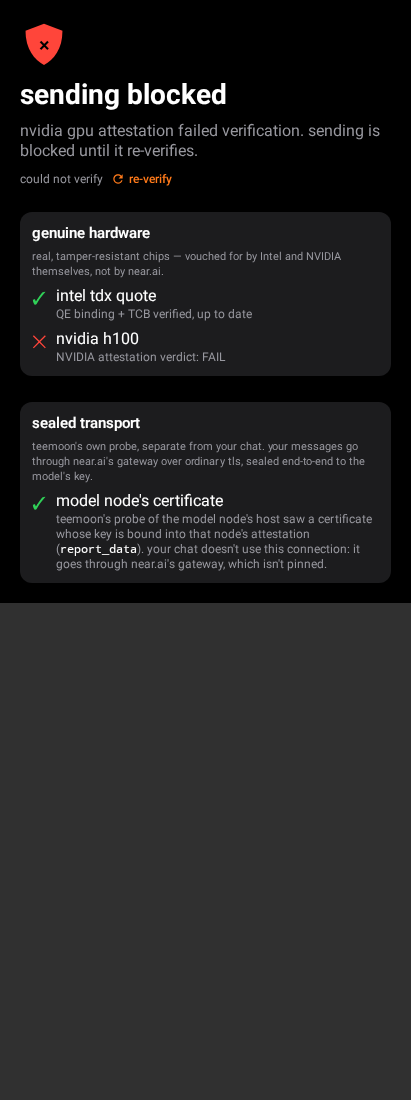 sending blocked
nvidia gpu attestation failed verification. sending is
blocked until it re-verifies.
could not verify re-verify
genuine hardware
real, tamper-resistant chips — vouched for by Intel and NVIDIA
themselves, not by near.ai.
✓ intel tdx quote
QE binding + TCB verified, up to date
✕ nvidia h100
NVIDIA attestation verdict: FAIL
sealed transport
teemoon's own probe, separate from your chat. your messages go
through near.ai's gateway over ordinary tls, sealed end-to-end to the
model's key.
✓ model node's certificate
teemoon's probe of the model node's host saw a certificate
whose key is bound into that node's attestation
(report_data). your chat doesn't use this connection: it
goes through near.ai's gateway, which isn't pinned.